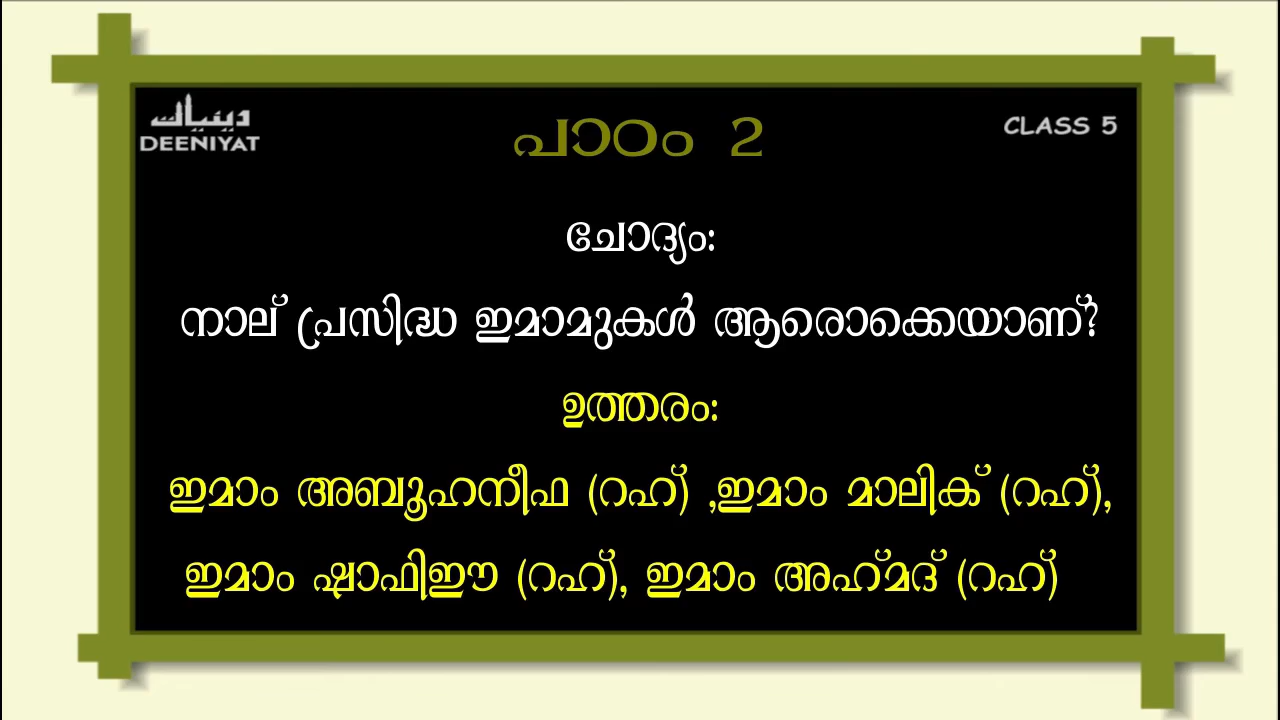 دینیات
DEENIYAT
CLASS 5
പാഠം 2
ചോദ്യം:
നാല് പ്രസിദ്ധ ഇമാമുകൾ ആരൊക്കെയാണ്?
ഉത്തരം:
ഇമാം അബൂഹനീഫ (റഹ്) ,ഇമാം മാലിക് (റഹ്),
ഇമാം ഷാഫിഈ (റഹ്), ഇമാം അഹ്മദ് (റഹ്)